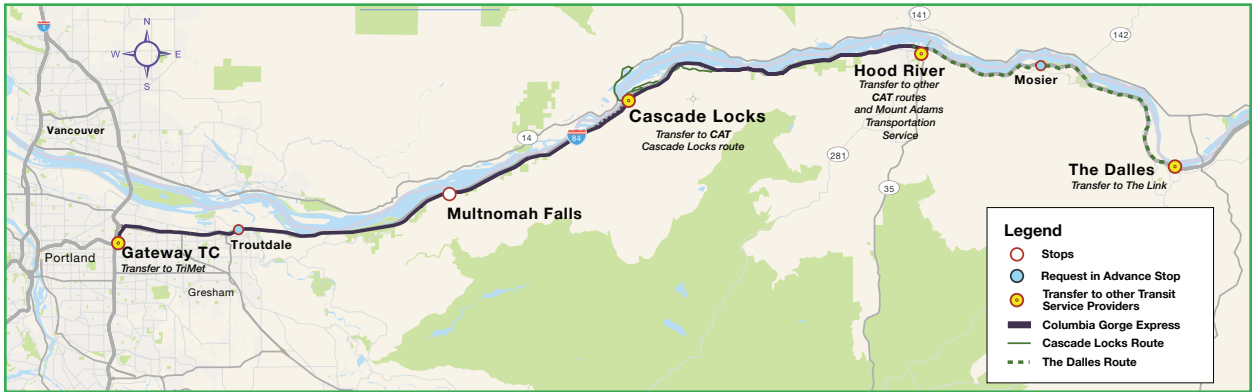 5
N
W
E
S
Vancouver
Portland
Gateway TC
Transfer to TriMet
Troutdale
Gresham
Multnomah Falls
14
84
Cascade Locks
Transfer to CAT
Cascade Locks route
141
142
Hood River
Transfer to other
CAT routes
and Mount Adams
Transportation
Service
281
35
Mosier
The Dalles
Transfer to The Link
Legend
Stops
Request in Advance Stop
Transfer to other Transit
Service Providers
Columbia Gorge Express
Cascade Locks Route
The Dalles Route